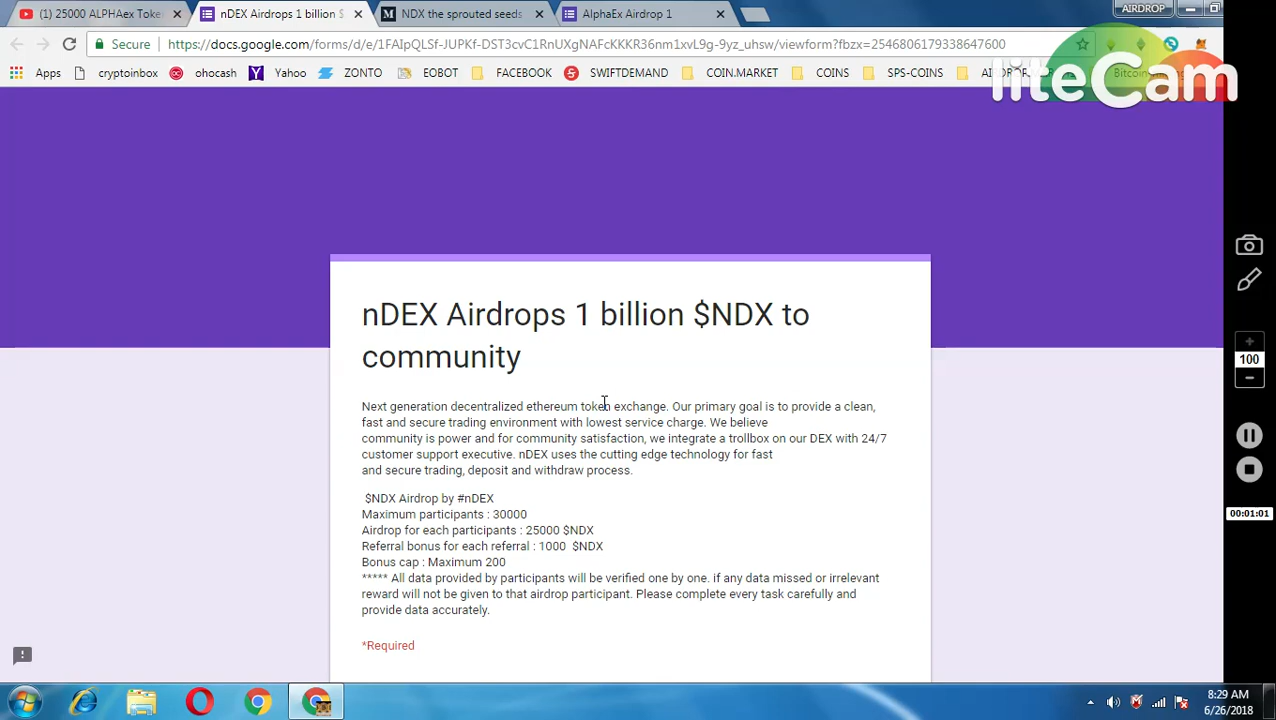 (1) 25000 ALPHAex Toke
nDEX Airdrops 1 billion $
NDX the sprouted seed
AlphaEx Airdrop 1
AIRDROP
Secure
https://docs.google.com/forms/d/e/1FAIpQLSf-JUPKf-DST3cvC1RnUXgNAFcKKKR36nm1xvL9g-9yz_uhsw/viewform?fbzx=2546806179338647600
Apps
cryptoinbox
ohocash
Yahoo
EOBOT
FACEBOOK
SWIFTDEMAND
COIN.MARKET
COINS
liteCam
nDEX Airdrops 1 billion $NDX to
community
Next generation decentralized ethereum token exchange. Our primary goal is to provide a clean,
fast and secure trading environment with lowest service charge. We believe
community is power and for community satisfaction, we integrate a trollbox on our DEX with 24/7
customer support executive. nDEX uses the cutting edge technology for fast
and secure trading, deposit and withdraw process.
$NDX Airdrop by #nDEX
Maximum participants : 30000
Airdrop for each participants : 25000 $NDX
Referral bonus for each referral : 1000 $NDX
Bonus cap : Maximum 200
***** All data provided by participants will be verified one by one. if any data missed or irrelevant
reward will not be given to that airdrop participant. Please complete every task carefully and
provide data accurately.
*Required
100
00:01:01
8:29 AM
6/26/2018